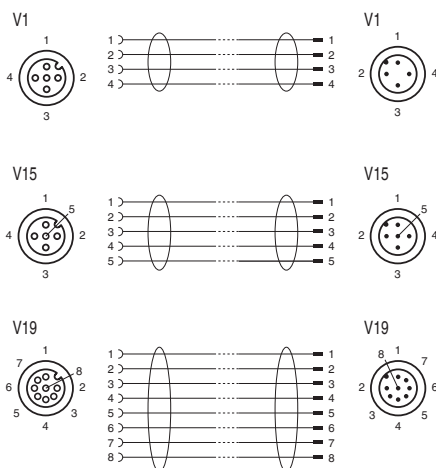 V1 V1
1 1 1 1
2 2
4 2 3 3 2 4
4 4
3 3
V15 V15
1 5 1 1 1 5
2 2
4 2 3 3 2 4
4 4
3 5 5 3
V19 V19
1 1
7 1 8 2 2 8 1 7
3 3
6 2 4 4 2 6
5 5
5 3 6 6 3 5
4 7 7 4
8 8